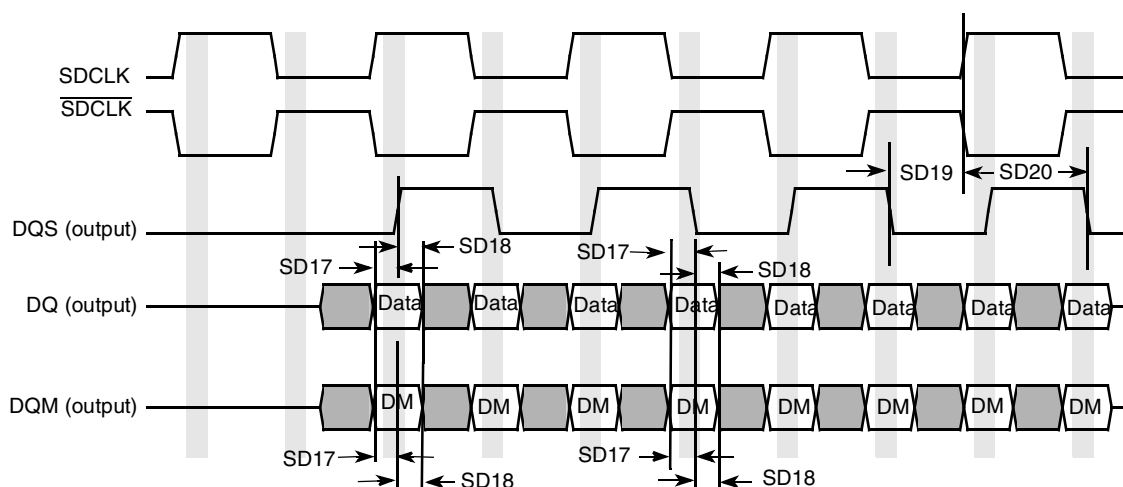 SDCLK
SDCLK
SD19
SD20
DQS (output)
SD18
SD17
SD17
SD18
DQ (output)
Data
Data
Data
Data
Data
Data
Data
Data
DQM (output)
DM
DM
DM
DM
DM
DM
DM
DM
SD17
SD18
SD17
SD18